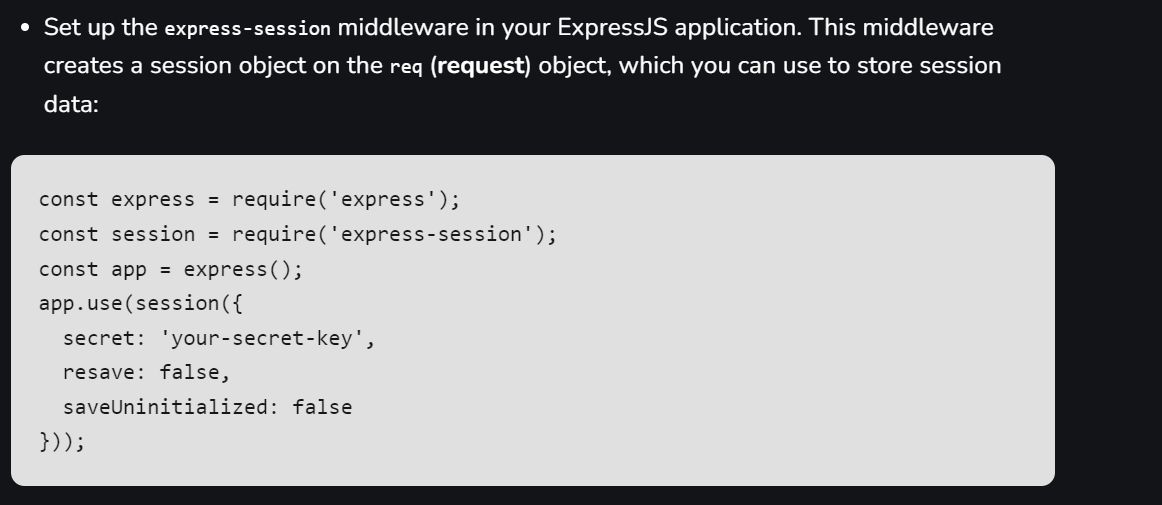 • Set up the express-session middleware in your ExpressJS application. This middleware
creates a session object on the req (request) object, which you can use to store session
data:
const express = require('express');
const session = require('express-session');
const app = express();
app.use(session({
  secret: 'your-secret-key',
  resave: false,
  saveUninitialized: false
}));